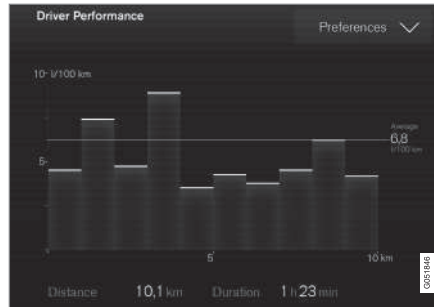 Driver Performance
Preferences
10- l/100 km
Average
6,8
l/100 km
5-
5
10 km
Distance 10,1 km Duration 1 h 23 min
G051846